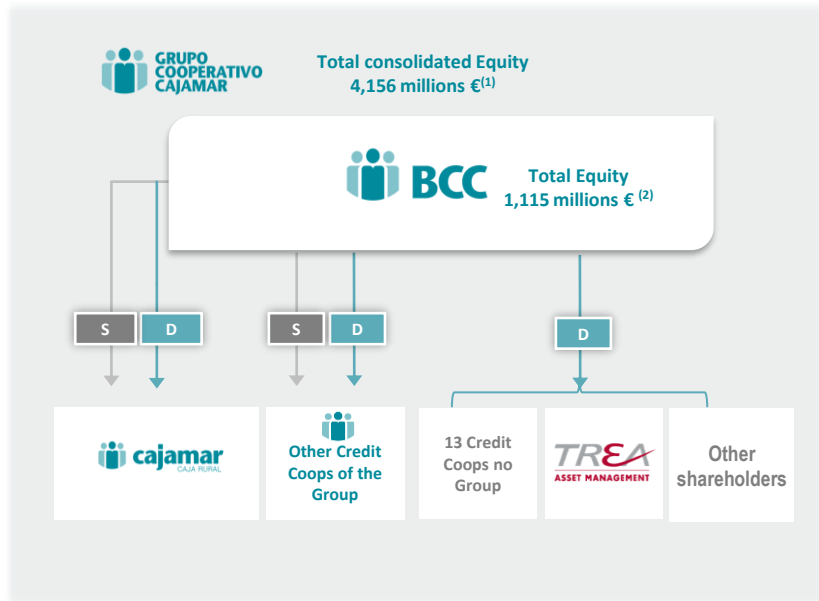 GRUPO
COOPERATIVO
CAJAMAR
Total consolidated Equity
4,156 millions €(1)
BCC
Total Equity
1,115 millions € (2)
S
D
S
D
D
cajamar
CAJA RURAL
Other Credit
Coops of the
Group
13 Credit
Coops no
Group
TREA
ASSET MANAGEMENT
Other
shareholders